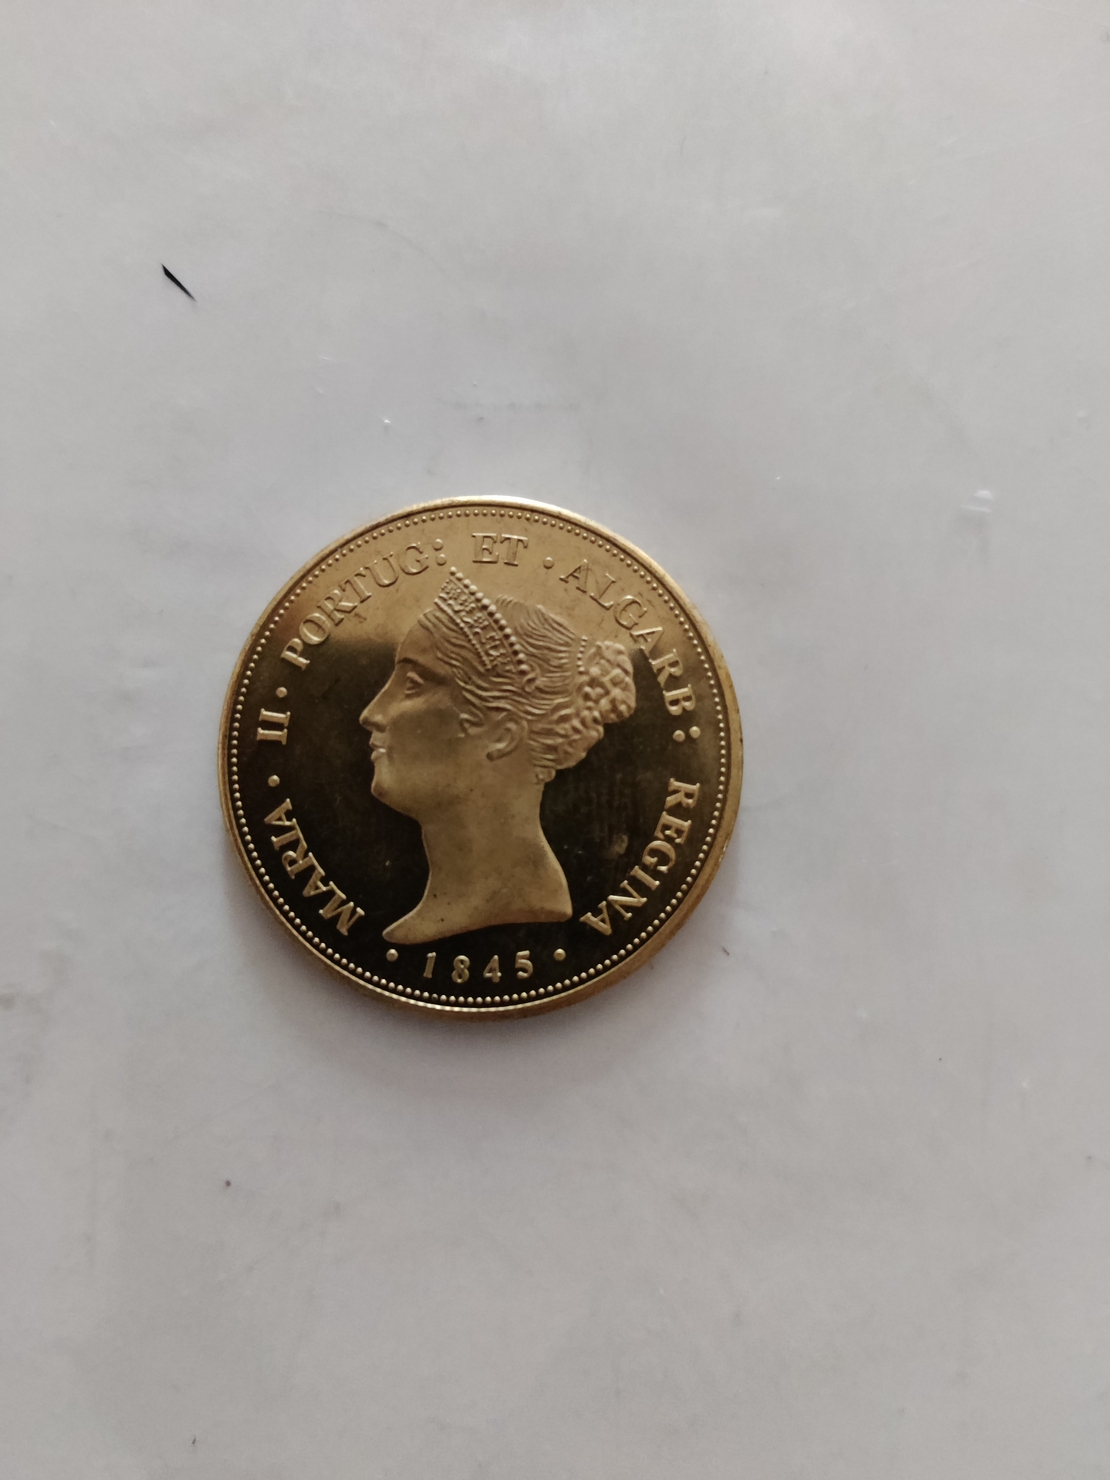 MARIA · II · PORTUG: ET · ALGARB: REGINA
· 1845 ·